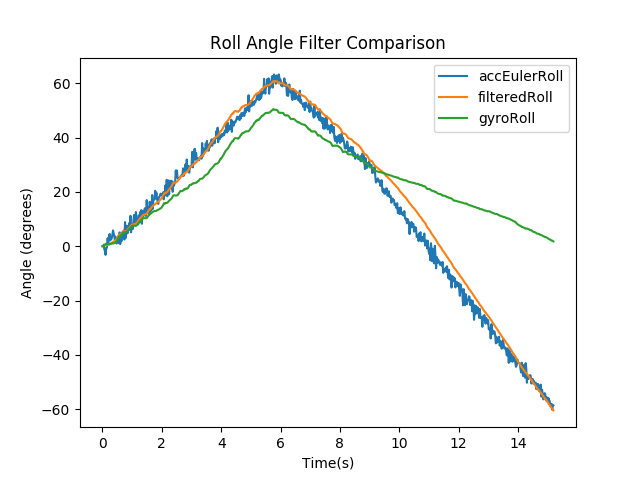 Roll Angle Filter Comparison
accEulerRoll
filteredRoll
gyroRoll
60
40
20
0
−20
−40
−60
Angle (degrees)
0 2 4 6 8 10 12 14
Time(s)